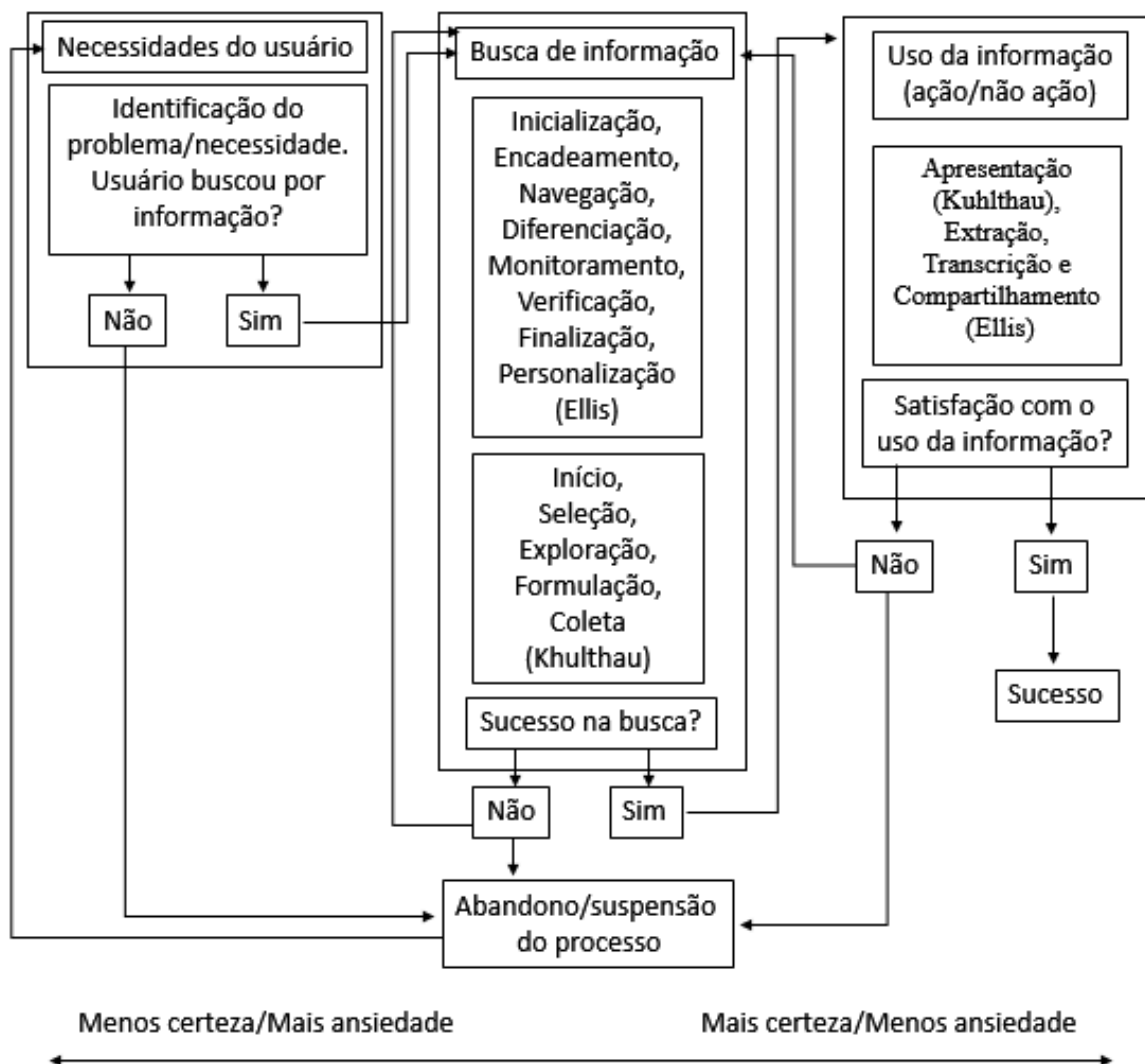 Necessidades do usuário
Identificação do
problema/necessidade.
Usuário buscou por
informação?
Não
Sim
Busca de informação
Inicialização,
Encadeamento,
Navegação,
Diferenciação,
Monitoramento,
Verificação,
Finalização,
Personalização
(Ellis)
Início,
Seleção,
Exploração,
Formulação,
Coleta
(Khulthau)
Sucesso na busca?
Não
Sim
Uso da informação
(ação/não ação)
Apresentação
(Kuhlthau),
Extração,
Transcrição e
Compartilhamento
(Ellis)
Satisfação com o
uso da informação?
Não
Sim
Sucesso
Abandono/suspensão
do processo
Menos certeza/Mais ansiedade
Mais certeza/Menos ansiedade